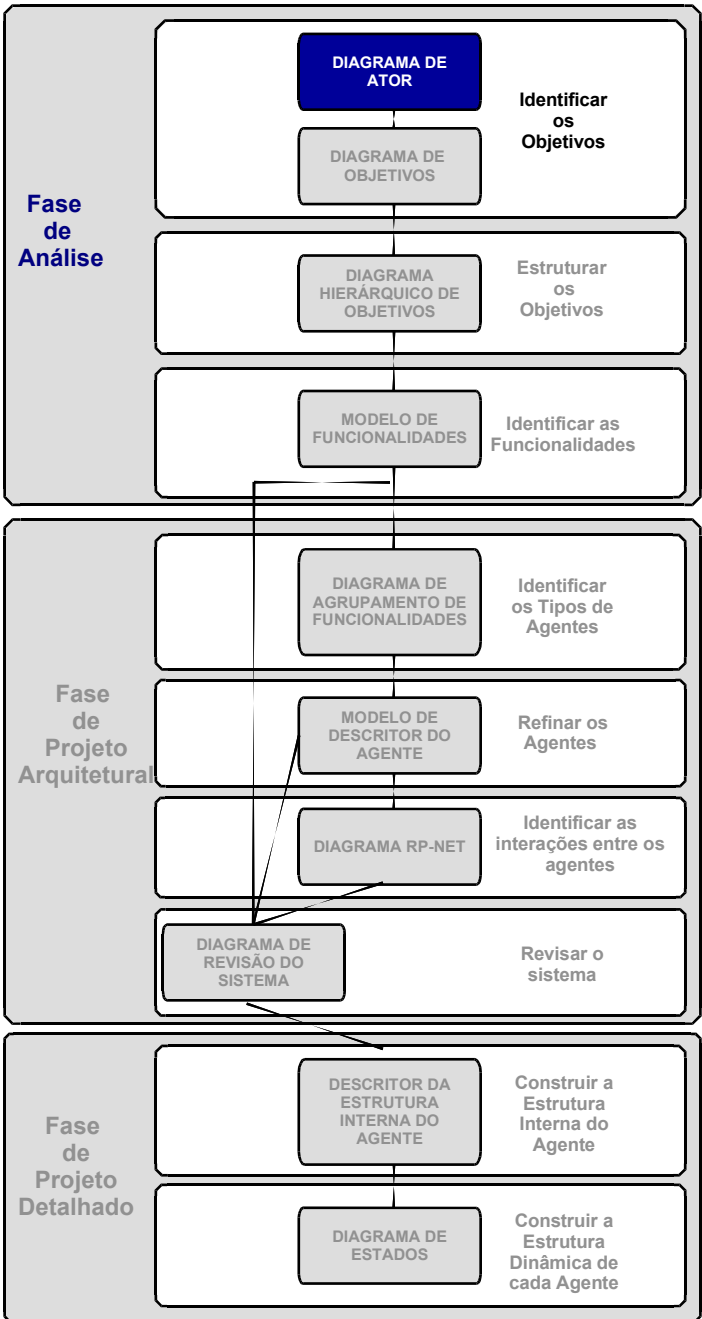 Fase
de
Análise
DIAGRAMA DE
ATOR
Identificar
os
Objetivos
DIAGRAMA DE
OBJETIVOS
DIAGRAMA
HIERÁRQUICO DE
OBJETIVOS
Estruturar
os
Objetivos
MODELO DE
FUNCIONALIDADES
Identificar as
Funcionalidades
Fase
de
Projeto
Arquitetural
DIAGRAMA DE
AGRUPAMENTO DE
FUNCIONALIDADES
Identificar
os Tipos de
Agentes
MODELO DE
DESCRITOR DO
AGENTE
Refinar os
Agentes
DIAGRAMA RP-NET
Identificar as
interações entre os
agentes
DIAGRAMA DE
REVISÃO DO
SISTEMA
Revisar o
sistema
Fase
de
Projeto
Detalhado
DESCRITOR DA
ESTRUTURA
INTERNA DO
AGENTE
Construir a
Estrutura
Interna do
Agente
DIAGRAMA DE
ESTADOS
Construir a
Estrutura
Dinâmica de
cada Agente